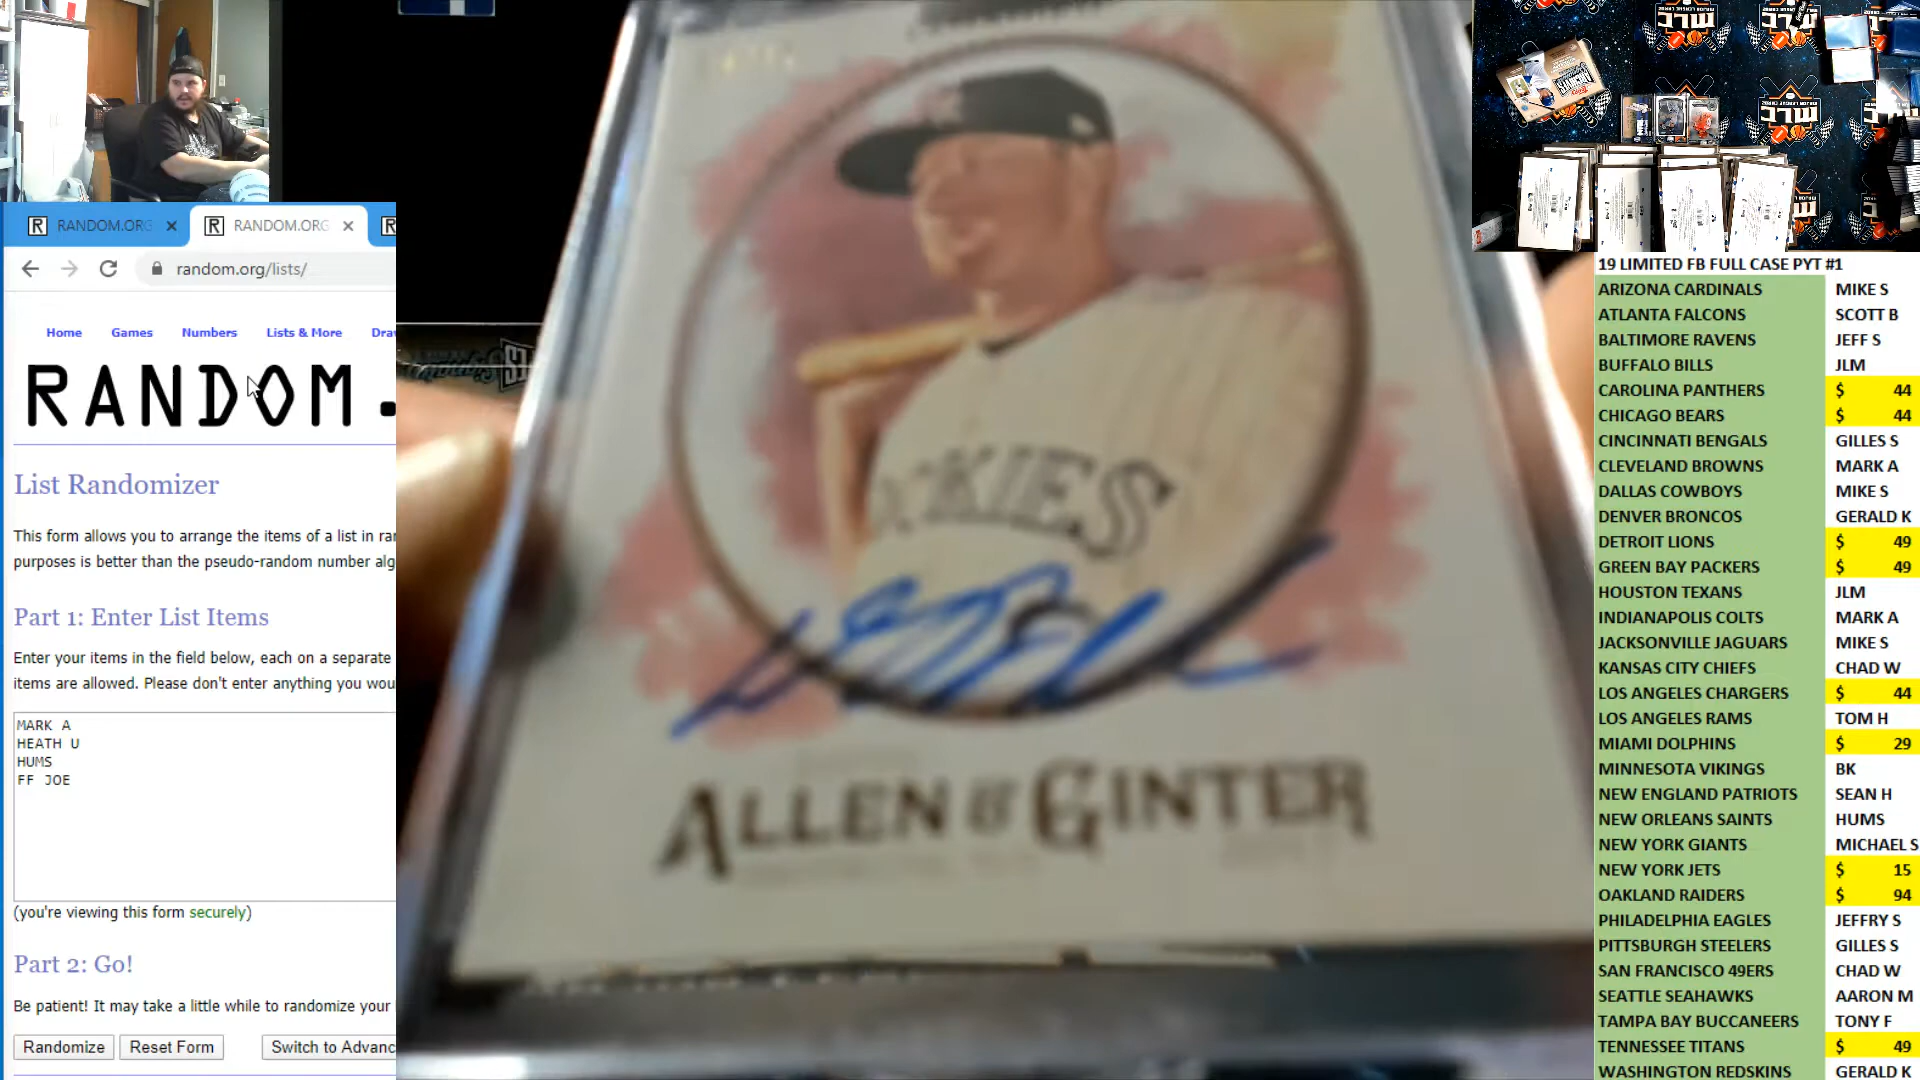 RANDOM.ORG
RANDOM.ORG
random.org/lists/
Home Games Numbers Lists & More
RANDOM.
List Randomizer
This form allows you to arrange the items of a list in
purposes is better than the pseudo-random number
Part 1: Enter List Items
Enter your items in the field below, each on a separate
items are allowed. Please don't enter anything you
MARK A
HEATH U
HUMS
FF JOE
(you're viewing this form securely)
Part 2: Go!
Be patient! It may take a little while to randomize your
Randomize Reset Form Switch to
KIES
ALLEN & GINTER
19 LIMITED FB FULL CASE PYT #1
ARIZONA CARDINALS MIKE S
ATLANTA FALCONS SCOTT B
BALTIMORE RAVENS JEFF S
BUFFALO BILLS JLM
CAROLINA PANTHERS $ 44
CHICAGO BEARS $ 44
CINCINNATI BENGALS GILLES S
CLEVELAND BROWNS MARK A
DALLAS COWBOYS MIKE S
DENVER BRONCOS GERALD K
DETROIT LIONS $ 49
GREEN BAY PACKERS $ 49
HOUSTON TEXANS JLM
INDIANAPOLIS COLTS MARK A
JACKSONVILLE JAGUARS MIKE S
KANSAS CITY CHIEFS CHAD W
LOS ANGELES CHARGERS $ 44
LOS ANGELES RAMS TOM H
MIAMI DOLPHINS $ 29
MINNESOTA VIKINGS BK
NEW ENGLAND PATRIOTS SEAN H
NEW ORLEANS SAINTS HUMS
NEW YORK GIANTS MICHAEL S
NEW YORK JETS $ 15
OAKLAND RAIDERS $ 94
PHILADELPHIA EAGLES JEFFRY S
PITTSBURGH STEELERS GILLES S
SAN FRANCISCO 49ERS CHAD W
SEATTLE SEAHAWKS AARON M
TAMPA BAY BUCCANEERS TONY F
TENNESSEE TITANS $ 49
WASHINGTON REDSKINS GERALD K